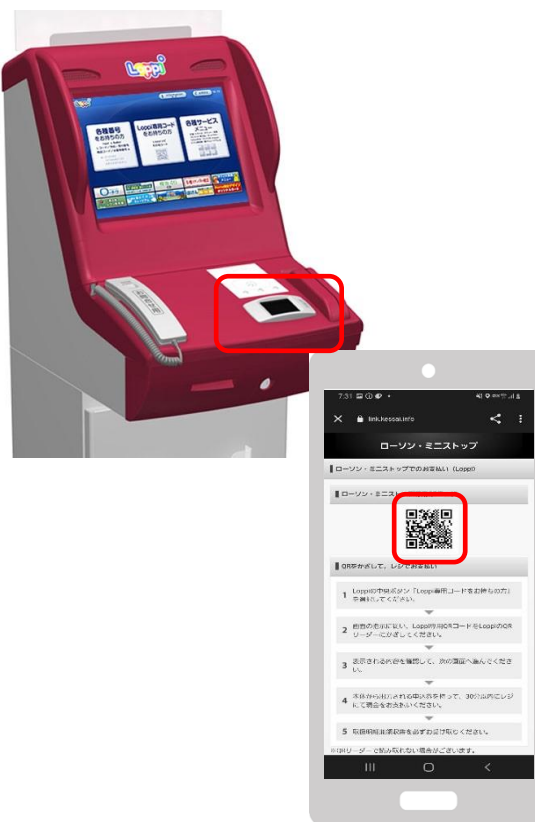 Loppi
各種番号
をお持ちの方
Loppi専用コード
をお持ちの方
各種サービス
メニュー
7:31
link.kessai.info
ローソン・ミニストップ
ローソン・ミニストップでのお支払い（Loppi）
ローソン・ミニスト
QRをかざして、レジでお支払い
1 Loppiの中央ボタン「Loppi専用コードをお持ちの方」
を選択してください。
2 画面の指示に従い、Loppi専用QRコードをLoppiのQR
リーダーにかざしてください。
3 表示される内容を確認して、次の画面へ進んでくださ
い。
4 本体から出力される申込券を持って、30分以内にレジ
にて現金をお支払いください。
5 取扱明細兼領収書を必ずお受け取りください。
※QRリーダーで読み取れない場合がございます。